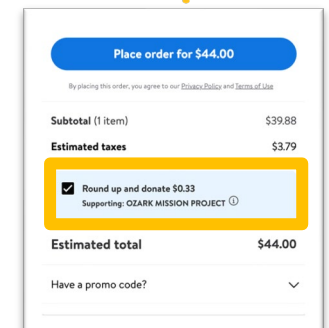 Place order for $44.00
By placing this order, you agree to our Privacy Policy and Terms of Use
Subtotal (1 item) $39.88
Estimated taxes $3.79
Round up and donate $0.33
Supporting: OZARK MISSION PROJECT
Estimated total $44.00
Have a promo code?